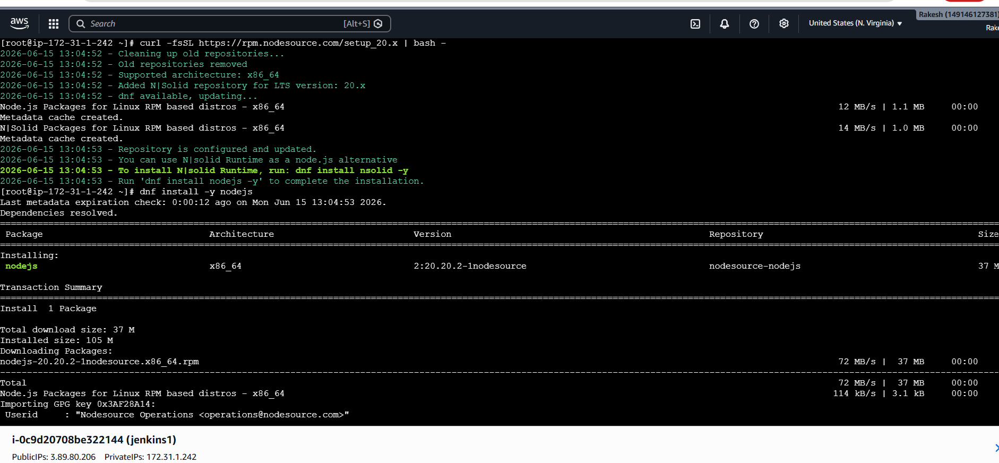 aws
Search [Alt+S]
United States (N. Virginia)
Rakesh (149146127381)
Rake
[root@ip-172-31-1-242 ~]# curl -fsSL https://rpm.nodesource.com/setup_20.x | bash -
2026-06-15 13:04:52 - Cleaning up old repositories...
2026-06-15 13:04:52 - Old repositories removed
2026-06-15 13:04:52 - Supported architecture: x86_64
2026-06-15 13:04:52 - Added N|Solid repository for LTS version: 20.x
2026-06-15 13:04:52 - dnf available, updating...
Node.js Packages for Linux RPM based distros - x86_64 12 MB/s | 1.1 MB 00:00
Metadata cache created.
N|Solid Packages for Linux RPM based distros - x86_64 14 MB/s | 1.0 MB 00:00
Metadata cache created.
2026-06-15 13:04:53 - Repository is configured and updated.
2026-06-15 13:04:53 - You can use N|solid Runtime as a node.js alternative
2026-06-15 13:04:53 - To install N|solid Runtime, run: dnf install nsolid -y
2026-06-15 13:04:53 - Run 'dnf install nodejs -y' to complete the installation.
[root@ip-172-31-1-242 ~]# dnf install -y nodejs
Last metadata expiration check: 0:00:12 ago on Mon Jun 15 13:04:53 2026.
Dependencies resolved.
================================================================================
Package Architecture Version Repository Size
================================================================================
Installing:
nodejs x86_64 2:20.20.2-1nodesource nodesource-nodejs 37 M
Transaction Summary
================================================================================
Install 1 Package
Total download size: 37 M
Installed size: 105 M
Downloading Packages:
nodejs-20.20.2-1nodesource.x86_64.rpm 72 MB/s | 37 MB 00:00
--------------------------------------------------------------------------------
Total 72 MB/s | 37 MB 00:00
Node.js Packages for Linux RPM based distros - x86_64 114 kB/s | 3.1 kB 00:00
Importing GPG key 0x3AF28A14:
Userid : "Nodesource Operations <operations@nodesource.com>"
i-0c9d20708be322144 (jenkins1)
PublicIPs: 3.89.80.206 PrivateIPs: 172.31.1.242